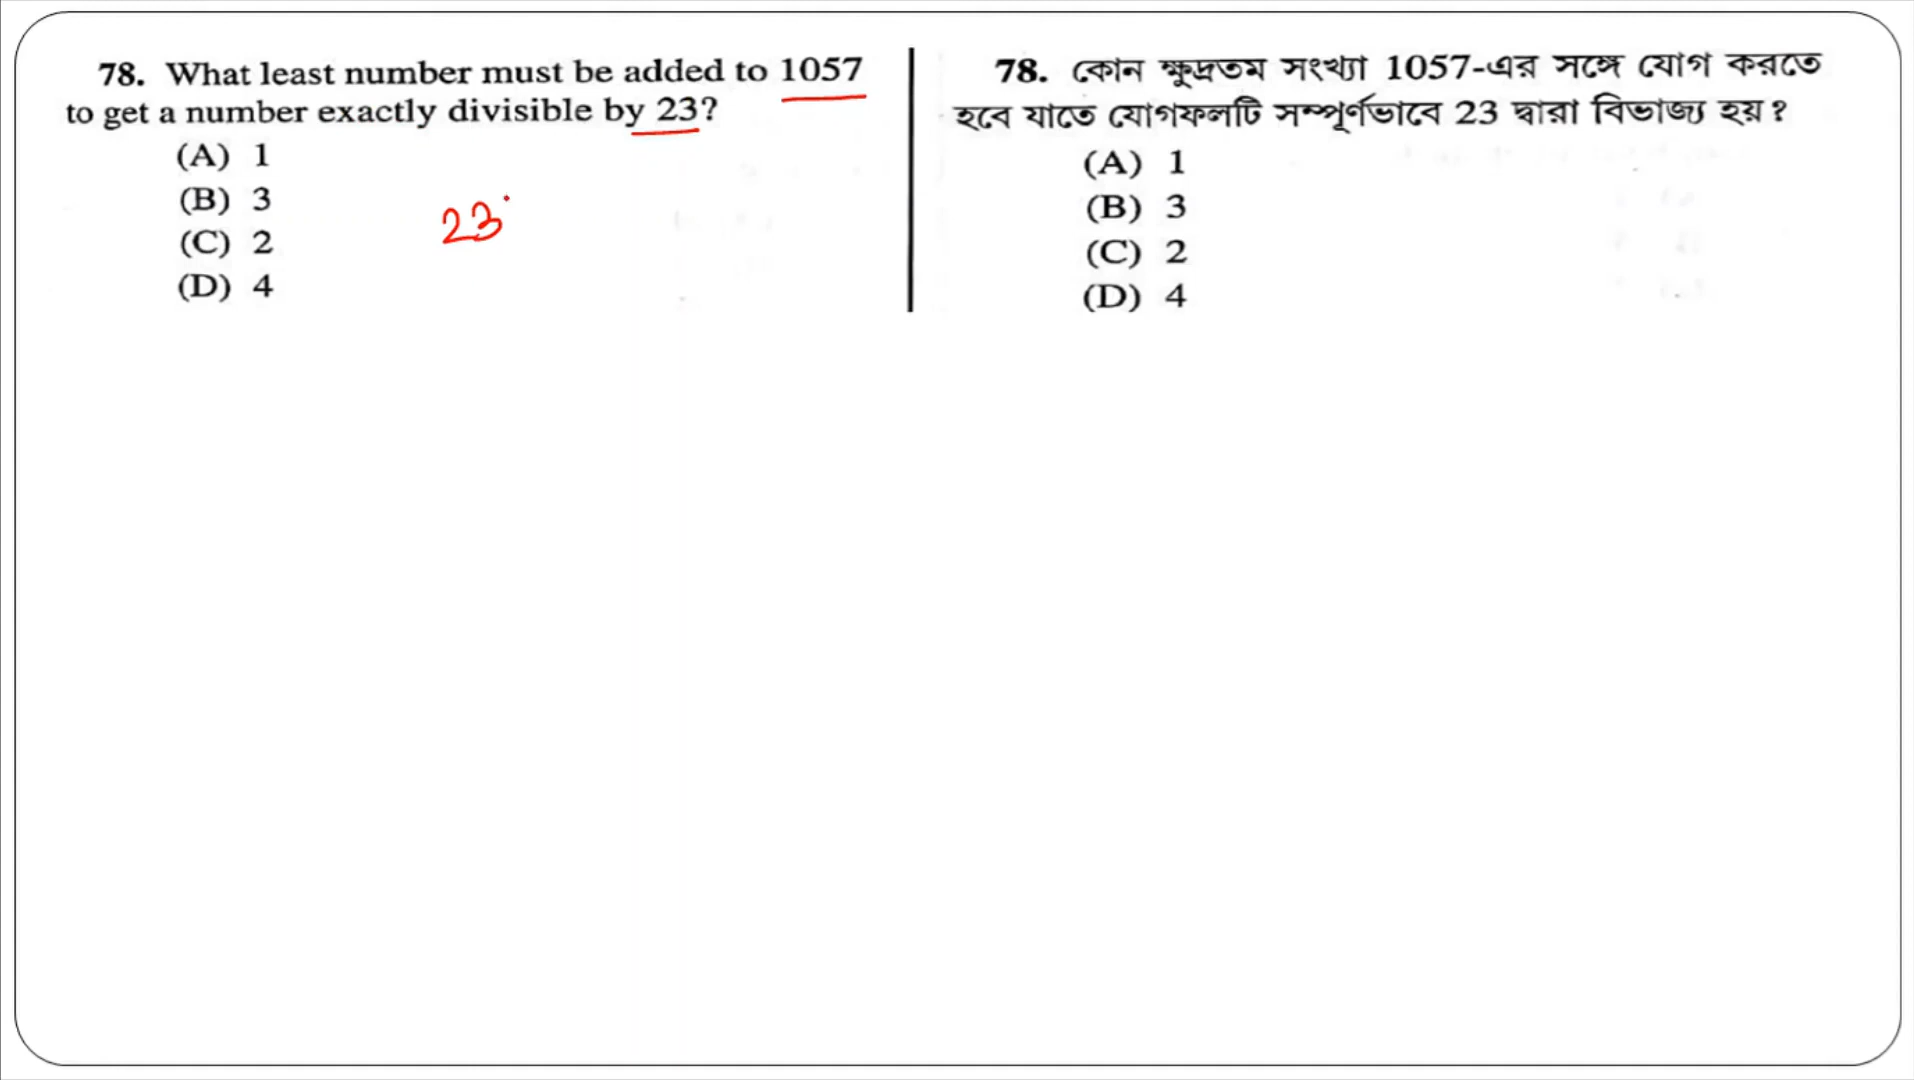 78. What least number must be added to 1057
to get a number exactly divisible by 23?
(A) 1
(B) 3
(C) 2
(D) 4
23
78. কোন ক্ষুদ্রতম সংখ্যা 1057-এর সঙ্গে যোগ করতে
হবে যাতে যোগফলটি সম্পূর্ণভাবে 23 দ্বারা বিভাজ্য হয়?
(A) 1
(B) 3
(C) 2
(D) 4